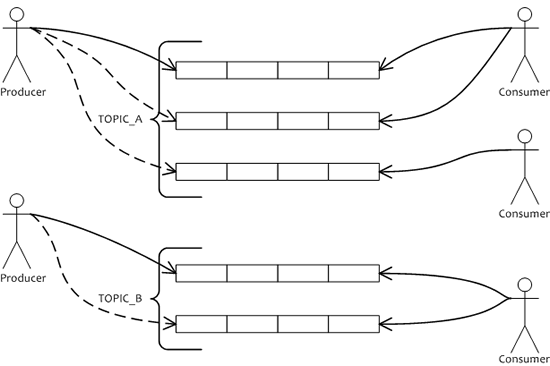 Producer
Consumer
TOPIC_A
Consumer
Producer
TOPIC_B
Consumer